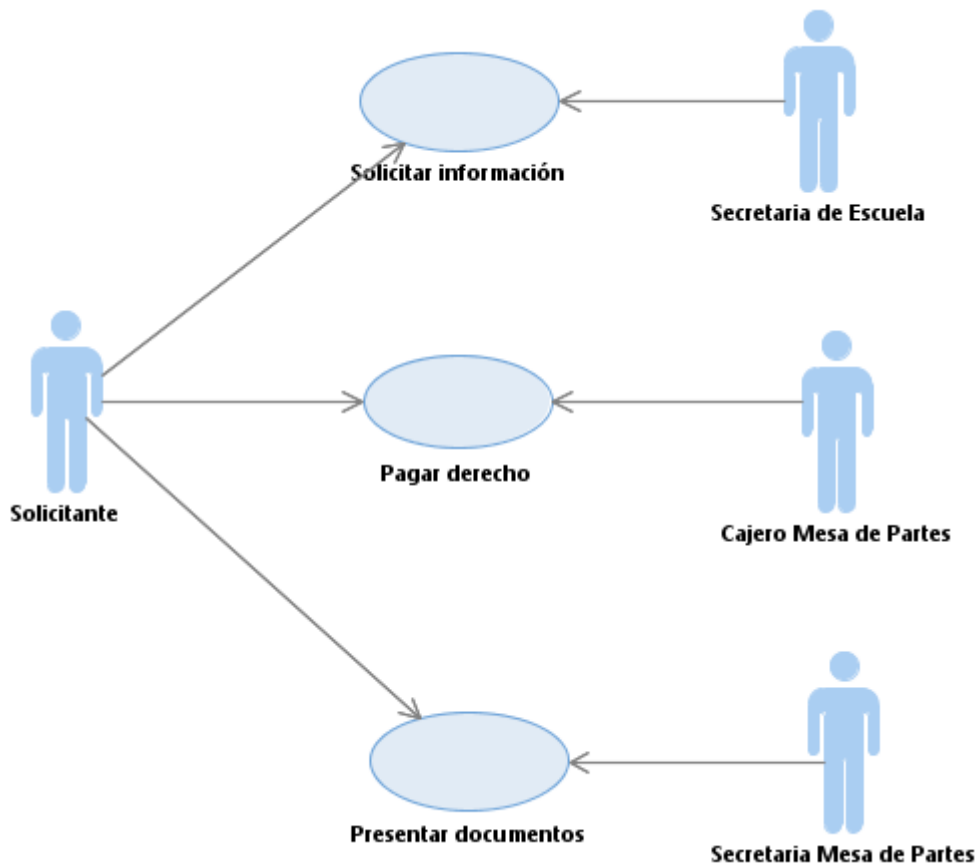 Solicitar información
Secretaria de Escuela
Solicitante
Pagar derecho
Cajero Mesa de Partes
Presentar documentos
Secretaria Mesa de Partes